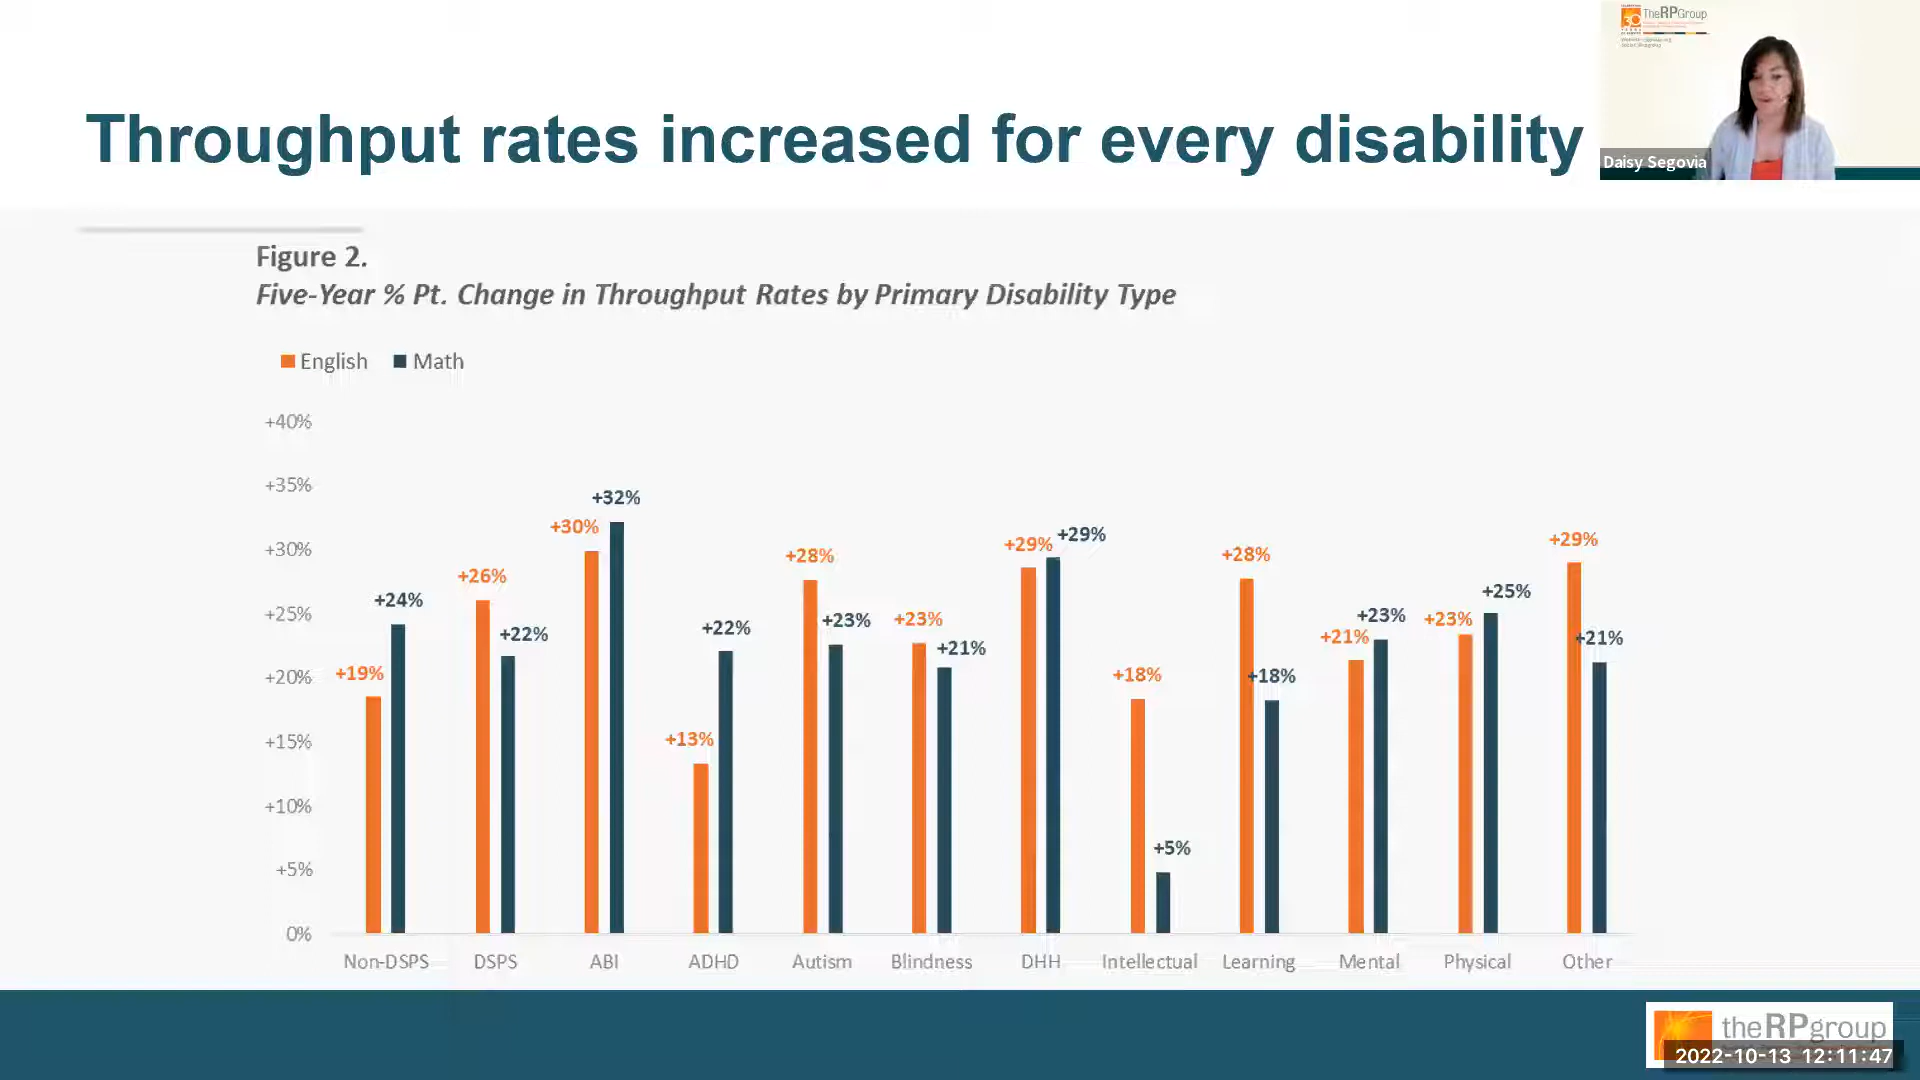 TheRPGroup
Throughput rates increased for every disability
Daisy Segovia
Figure 2.
Five-Year % Pt. Change in Throughput Rates by Primary Disability Type
English Math
+40%
+35%
+30%
+25%
+20%
+15%
+10%
+5%
0%
+19% +24%
+26% +22%
+30% +32%
+13% +22%
+28% +23%
+23% +21%
+29% +29%
+18% +5%
+28% +18%
+21% +23%
+23% +25%
+29% +21%
Non-DSPS DSPS ABI ADHD Autism Blindness DHH Intellectual Learning Mental Physical Other
theRPgroup
2022-10-13 12:11:47